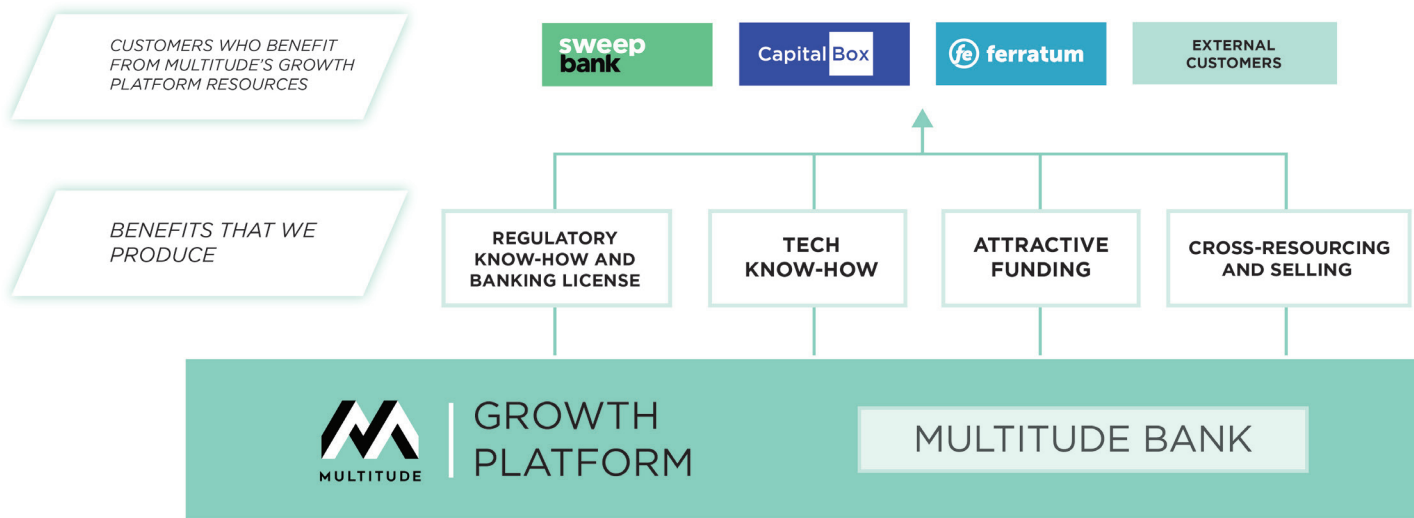 CUSTOMERS WHO BENEFIT
FROM MULTITUDE'S GROWTH
PLATFORM RESOURCES
sweep
bank
Capital Box
fe ferratum
EXTERNAL
CUSTOMERS
BENEFITS THAT WE
PRODUCE
REGULATORY
KNOW-HOW AND
BANKING LICENSE
TECH
KNOW-HOW
ATTRACTIVE
FUNDING
CROSS-RESOURCING
AND SELLING
MULTITUDE
GROWTH
PLATFORM
MULTITUDE BANK